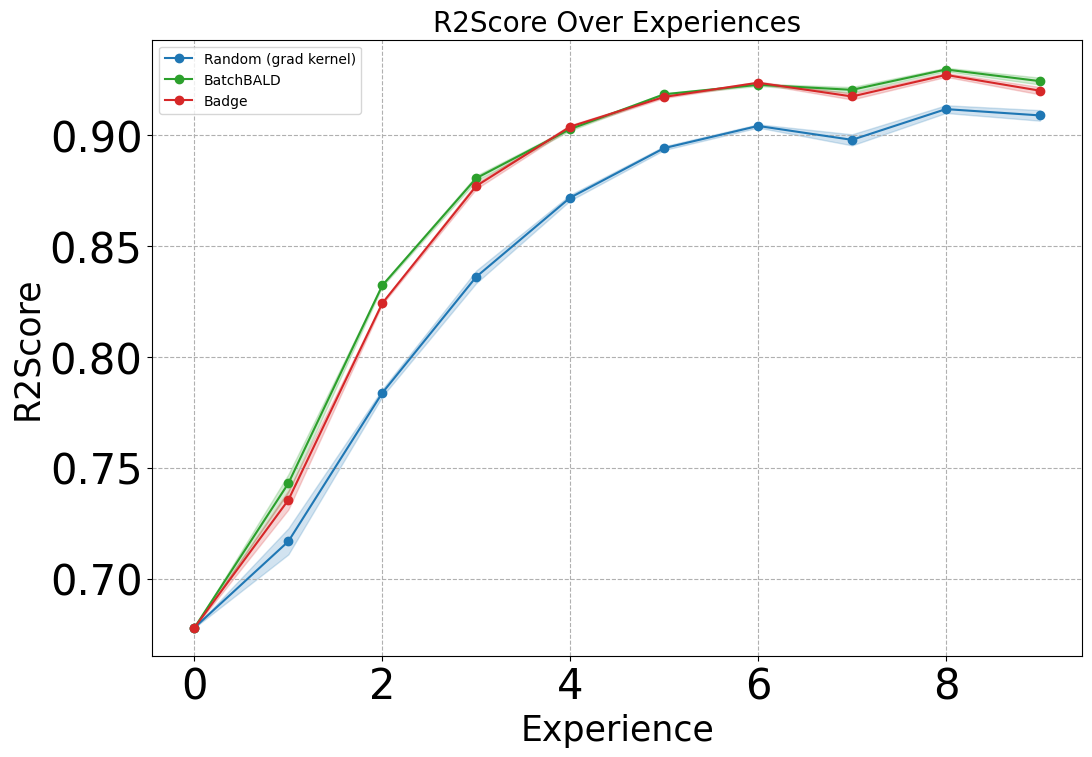 R2Score Over Experiences
Random (grad kernel)
BatchBALD
Badge
0.90
0.85
0.80
0.75
0.70
R2Score
0 2 4 6 8
Experience